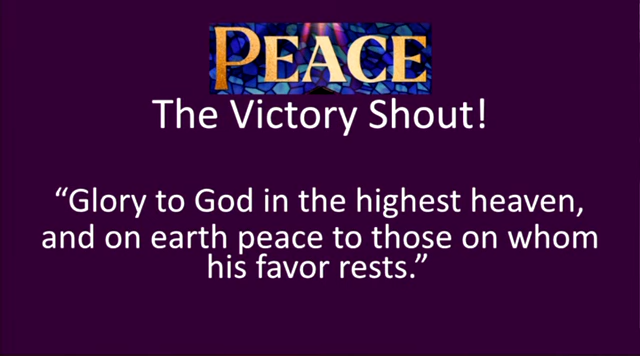 PEACE
The Victory Shout!
“Glory to God in the highest heaven,
and on earth peace to those on whom
his favor rests.”